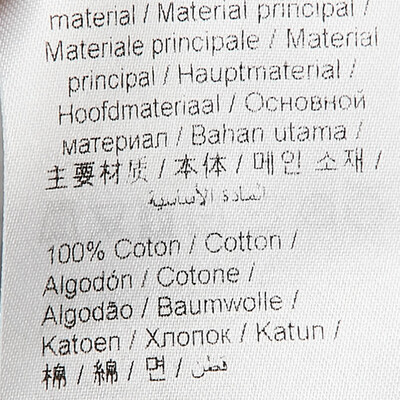 material / Material principal /
Materiale principale / Material
principal / Hauptmaterial /
Hoofdmateriaal / Основной
материал / Bahan utama /
主要材质 / 本体 / 메인 소재 /
المادة الأساسية
100% Coton / Cotton /
Algodón / Cotone /
Algodão / Baumwolle /
Katoen / Хлопок / Katun /
棉 / 綿 / 면 / قطن